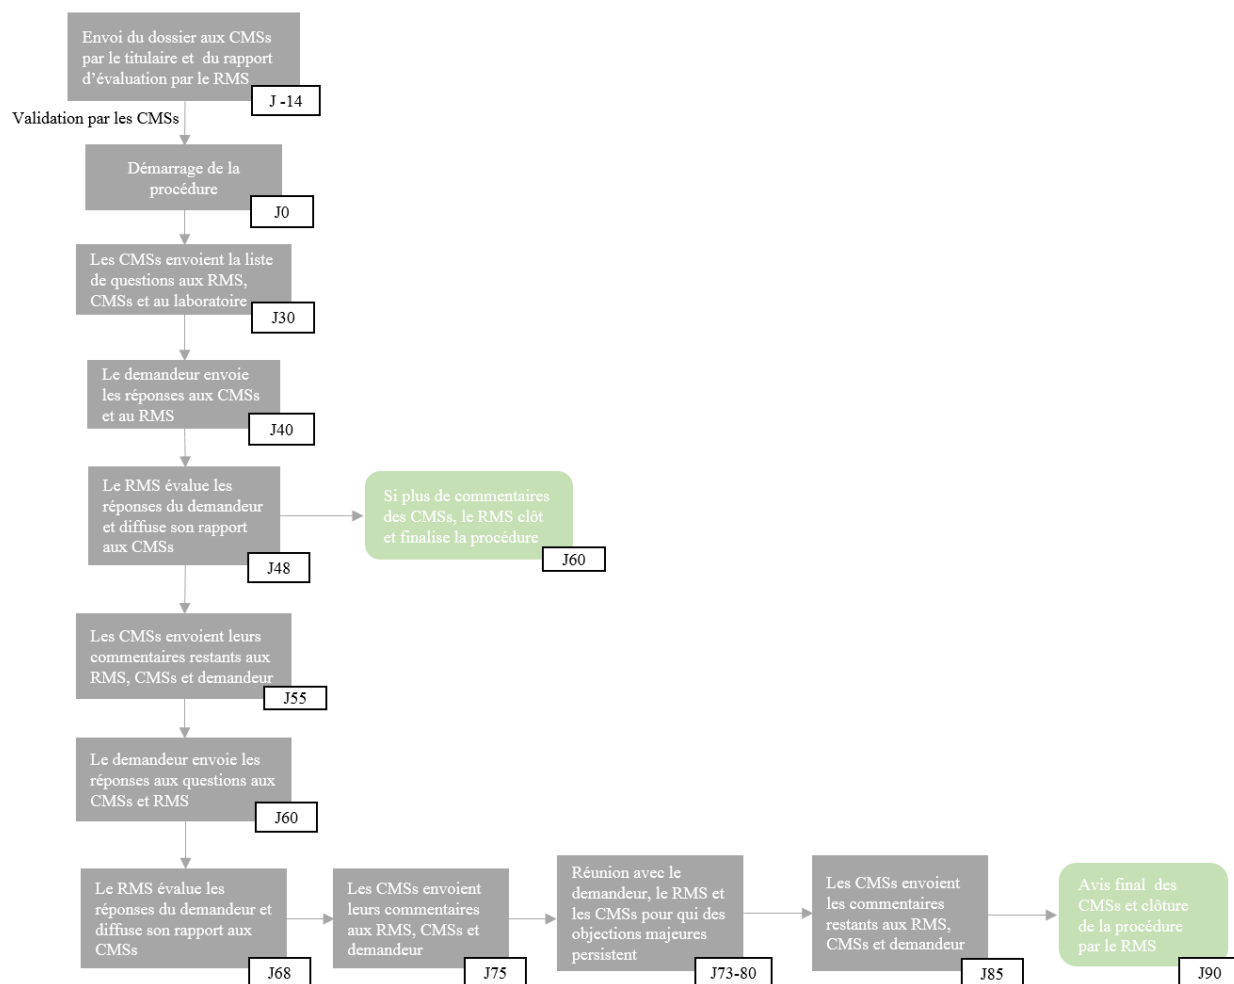 Envoi du dossier aux CMSs
par le titulaire et du rapport
d'évaluation par le RMS
J -14
Validation par les CMSs
Démarrage de la
procédure
J0
Les CMSs envoient la liste
de questions aux RMS,
CMSs et au laboratoire
J30
Le demandeur envoie
les réponses aux CMSs
et au RMS
J40
Le RMS évalue les
réponses du demandeur
et diffuse son rapport
aux CMSs
J48
Si plus de commentaires
des CMSs, le RMS clôt
et finalise la procédure
J60
Les CMSs envoient leurs
commentaires restants aux
RMS, CMSs et demandeur
J55
Le demandeur envoie les
réponses aux questions aux
CMSs et RMS
J60
Le RMS évalue les
réponses du demandeur et
diffuse son rapport aux
CMSs
J68
Les CMSs envoient
leurs commentaires
aux RMS, CMSs et
demandeur
J75
Réunion avec le
demandeur, le RMS et
les CMSs pour qui des
objections majeures
persistent
J73-80
Les CMSs envoient
les commentaires
restants aux RMS,
CMSs et demandeur
J85
Avis final des
CMSs et clôture
de la procédure
par le RMS
J90